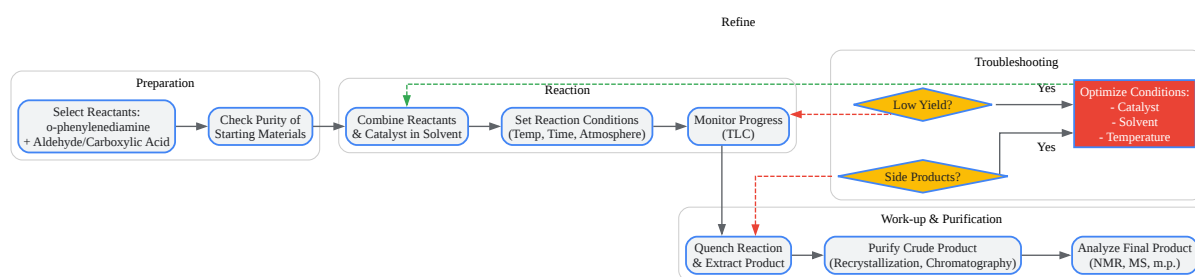 Refine
Troubleshooting
Preparation
Reaction
Select Reactants:
o-phenylenediamine
+ Aldehyde/Carboxylic Acid
Check Purity of
Starting Materials
Combine Reactants
& Catalyst in Solvent
Set Reaction Conditions
(Temp, Time, Atmosphere)
Monitor Progress
(TLC)
Low Yield?
Yes
Optimize Conditions:
- Catalyst
- Solvent
- Temperature
Yes
Side Products?
Work-up & Purification
Quench Reaction
& Extract Product
Purify Crude Product
(Recrystallization, Chromatography)
Analyze Final Product
(NMR, MS, m.p.)